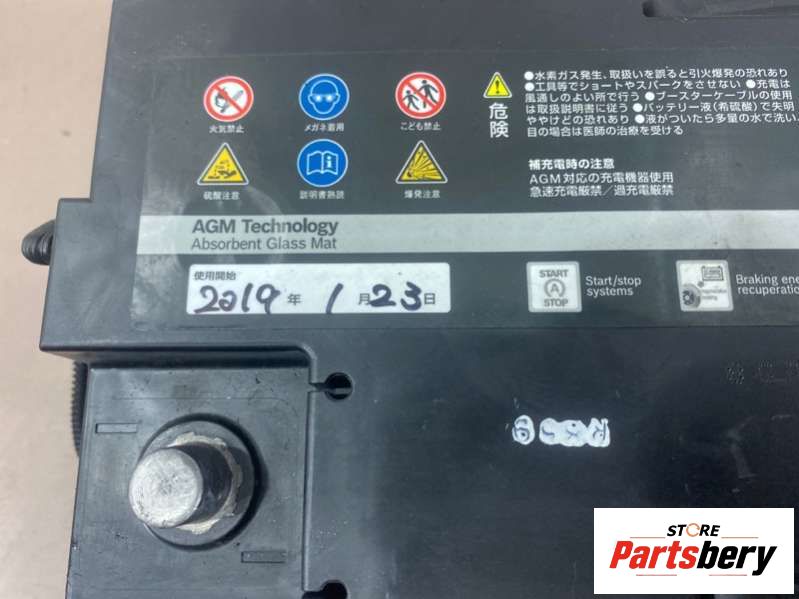 ●水素ガス発生、取扱いを誤ると引火爆発の恐れあり
●工具等でショートやスパークをさせない ●充電は
風通しのよい所で行う ●ブースターケーブルの使用
は取扱説明書に従う ●バッテリー液(希硫酸)で失明
ややけどの恐れあり ●液がついたら多量の水で洗い、
目の場合は医師の治療を受ける
危険
火気禁止 メガネ着用 こども禁止
硫酸注意 説明書熟読 爆発注意
補充電時の注意
AGM対応の充電機器使用
急速充電厳禁/過充電厳禁
AGM Technology
Absorbent Glass Mat
使用開始
2019年 1月23日
START
A
STOP
Start/stop
systems
Braking ene
recuperatio
STORE
Partsbery